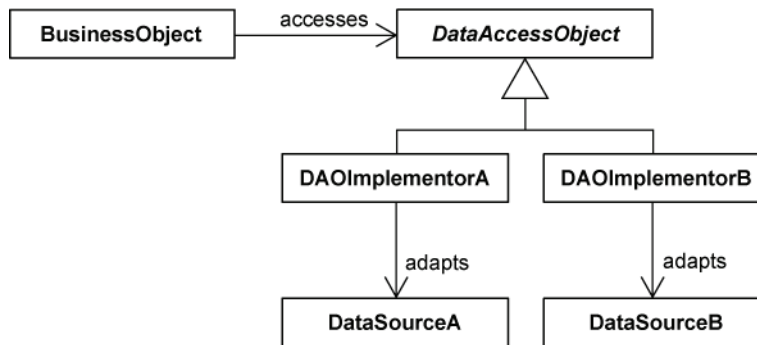 BusinessObject
accesses
DataAccessObject
DAOImplementorA
DAOImplementorB
adapts
adapts
DataSourceA
DataSourceB